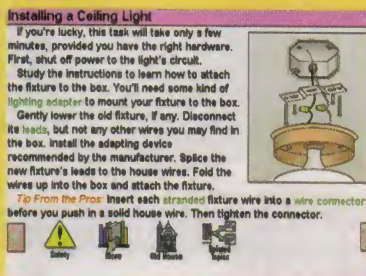 Installing a Ceiling Light
If you're lucky, this task will take only a few
minutes, provided you have the right hardware.
First, shut off power to the light's circuit.
Study the instructions to learn how to attach
the fixture to the box. You'll need some kind of
lighting adapter to mount your fixture to the box.
Gently lower the old fixture, if any. Disconnect
its leads, but not any other wires you may find in
the box. Install the adapting device
recommended by the manufacturer. Splice the
new fixture's leads to the house wires. Fold the
wires up into the box and attach the fixture.
Tip From the Pros: Insert each stranded fixture wire into a wire connector
before you push in a solid house wire. Then tighten the connector.
Safety More Old House Related
Topics